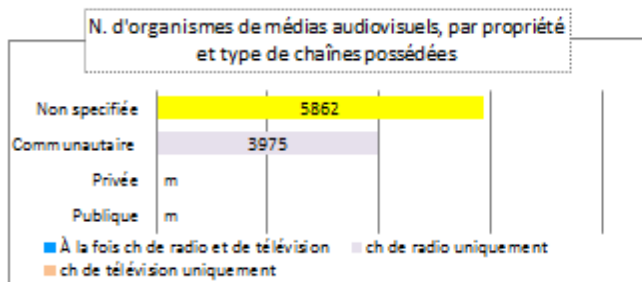 N. d'organismes de médias audiovisuels, par propriété
et type de chaînes possédées
Non specifiée 5862
Communautaire 3975
Privée m
Publique m
À la fois ch de radio et de télévision ch de radio uniquement
ch de télévision uniquement